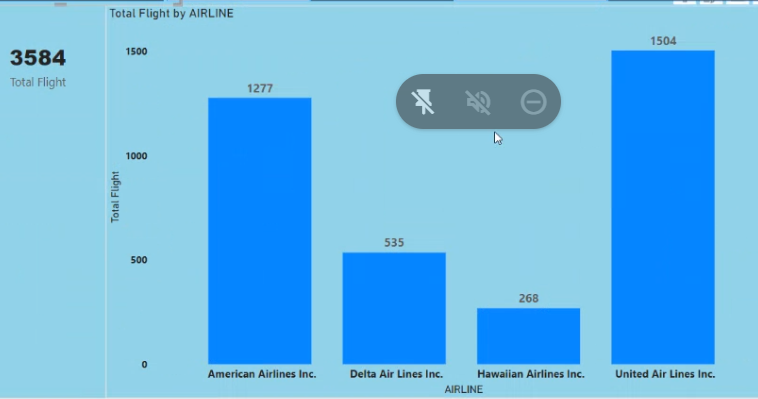 Total Flight by AIRLINE
3584
Total Flight
1500
1000
500
0
Total Flight
1277
535
268
1504
American Airlines Inc.
Delta Air Lines Inc.
Hawaiian Airlines Inc.
United Air Lines Inc.
AIRLINE